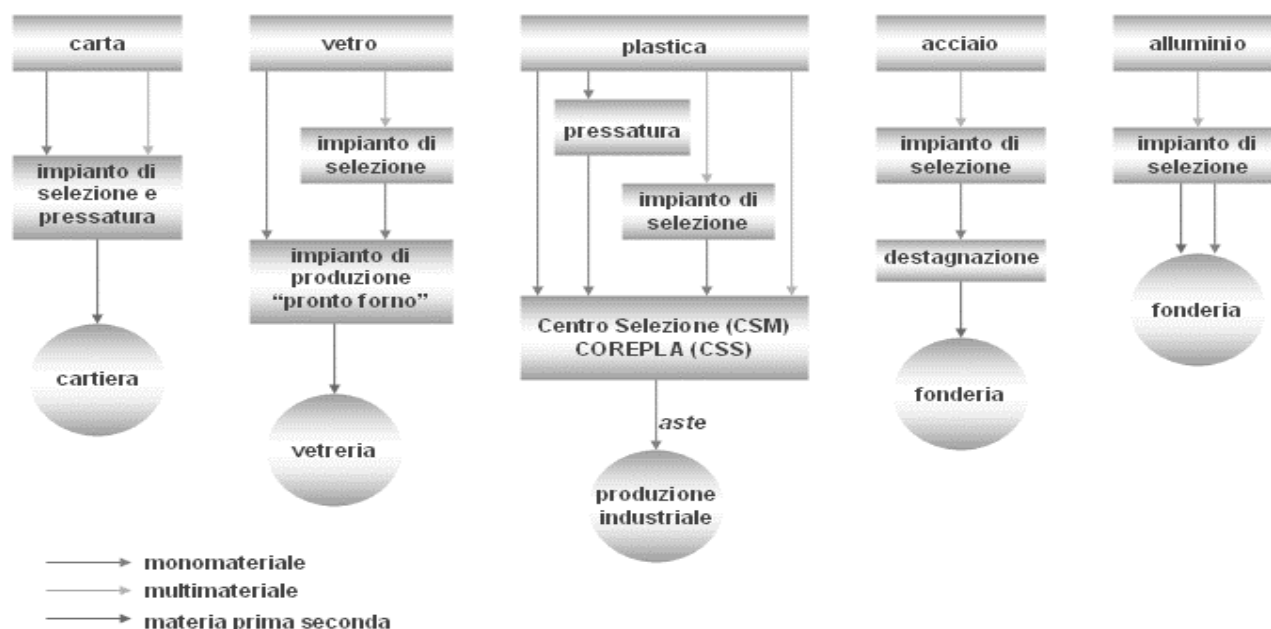 carta
vetro
plastica
acciaio
alluminio
impianto di
selezione e
pressatura
cartiera
impianto di
selezione
impianto di
produzione
“pronto forno”
vetreria
pressatura
impianto di
selezione
Centro Selezione (CSM)
COREPLA (CSS)
aste
produzione
industriale
impianto di
selezione
destagnazione
fonderia
impianto di
selezione
fonderia
monomateriale
multimateriale
materia prima seconda